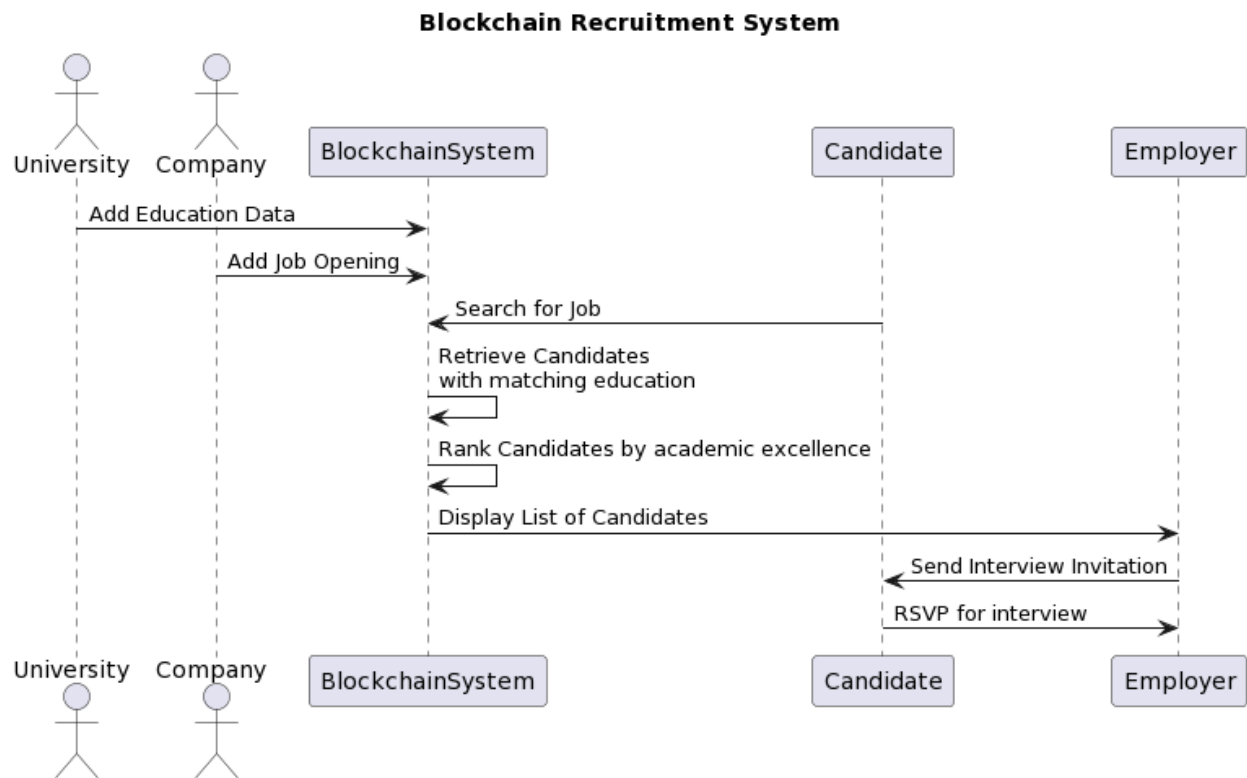 Blockchain Recruitment System
University
Company
BlockchainSystem
Candidate
Employer
Add Education Data
Add Job Opening
Search for Job
Retrieve Candidates
with matching education
Rank Candidates by academic excellence
Display List of Candidates
Send Interview Invitation
RSVP for interview
University
Company
BlockchainSystem
Candidate
Employer